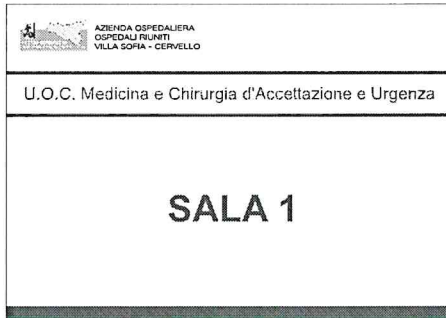 AZIENDA OSPEDALIERA
OSPEDALI RIUNITI
VILLA SOFIA - CERVELLO
U.O.C. Medicina e Chirurgia d'Accettazione e Urgenza
SALA 1